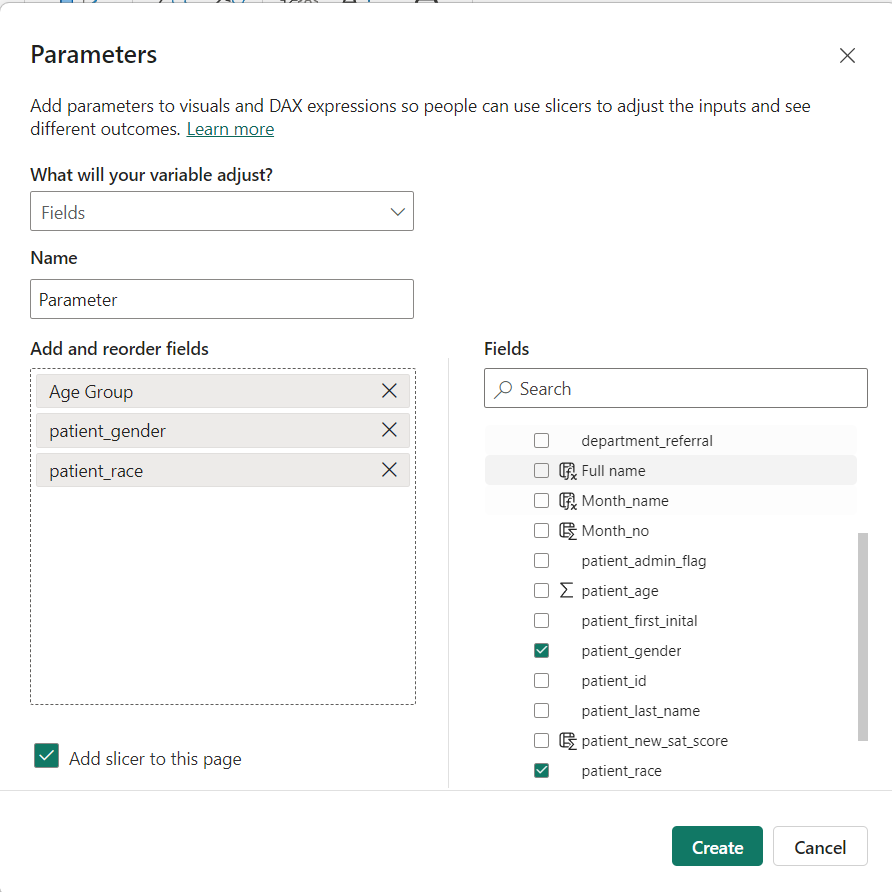 Parameters
Add parameters to visuals and DAX expressions so people can use slicers to adjust the inputs and see
different outcomes. Learn more
What will your variable adjust?
Fields
Name
Parameter
Add and reorder fields
Age Group
patient_gender
patient_race
Add slicer to this page
Fields
Search
department_referral
Full name
Month_name
Month_no
patient_admin_flag
patient_age
patient_first_inital
patient_gender
patient_id
patient_last_name
patient_new_sat_score
patient_race
Create
Cancel